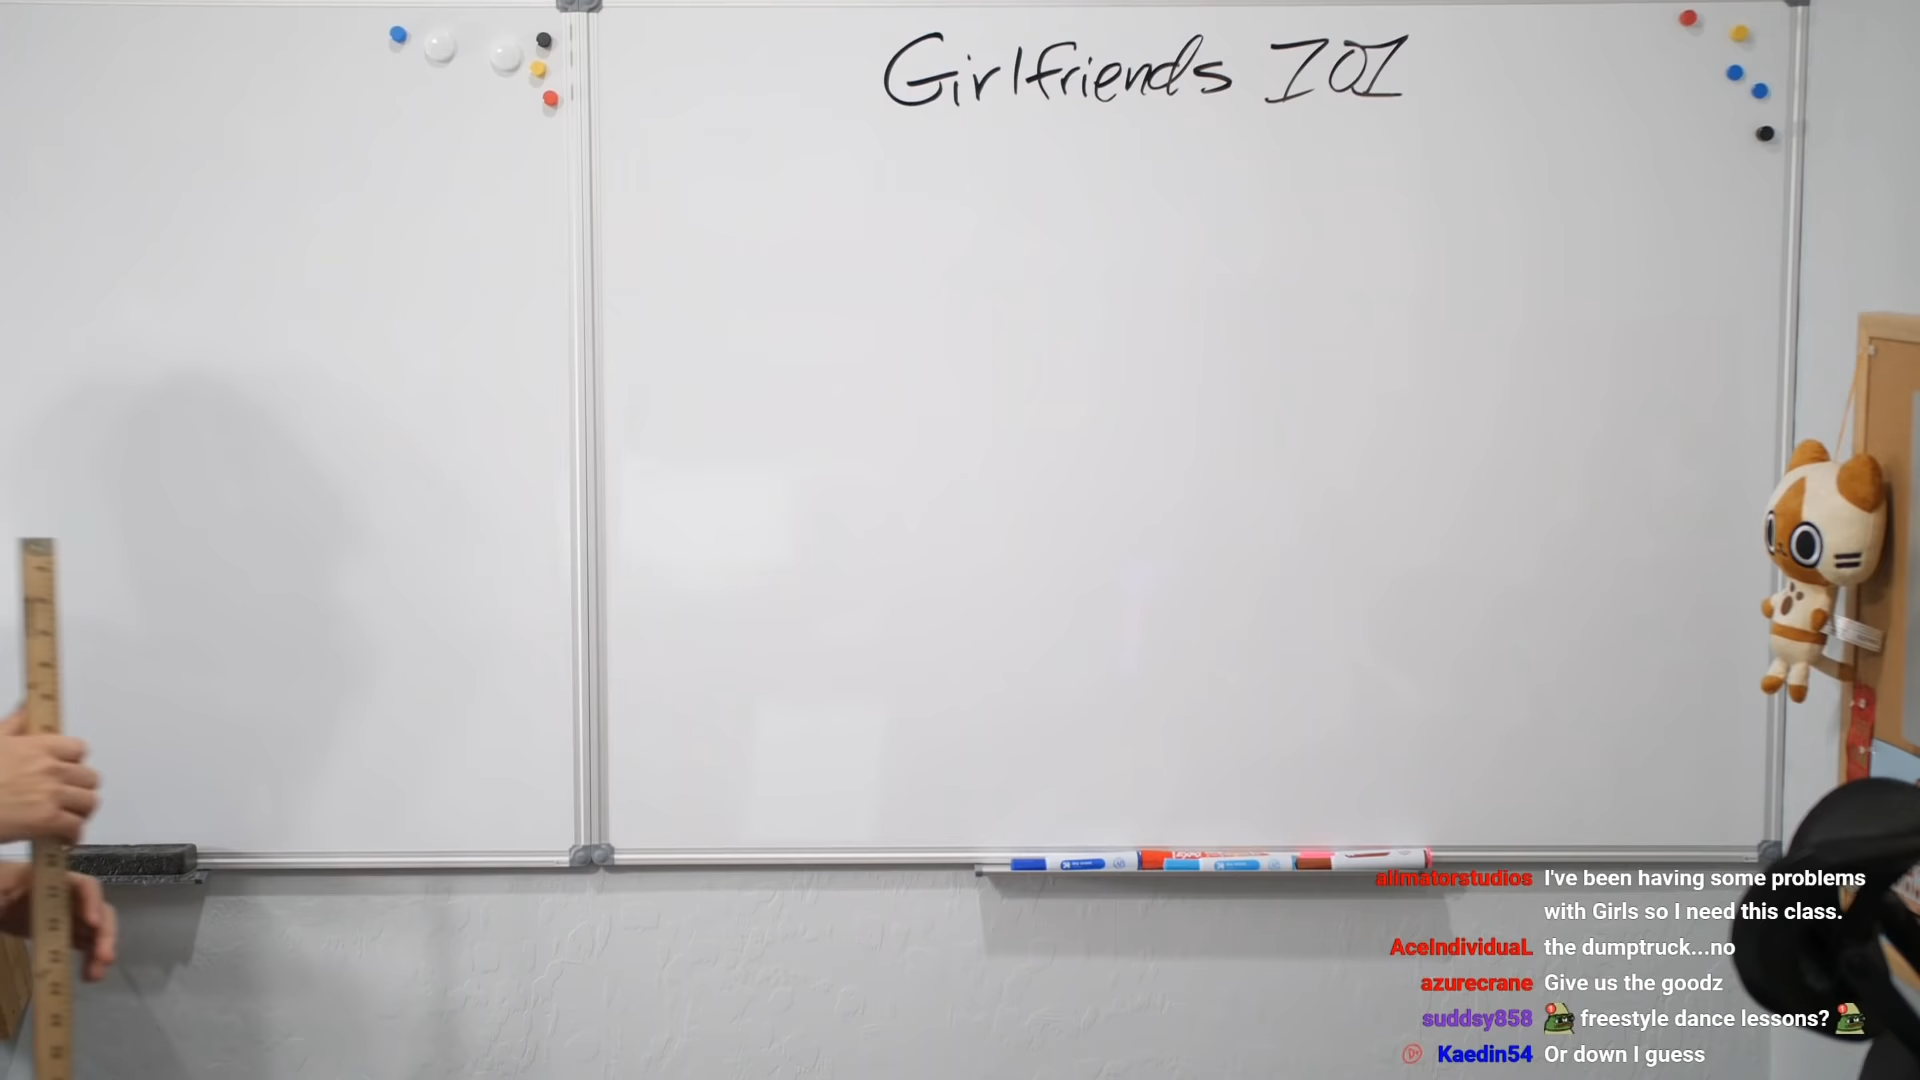 Girlfriends 101
alimatorstudios I've been having some problems
with Girls so I need this class.
AceIndividuaL the dumptruck...no
azurecrane Give us the goodz
suddsy858 freestyle dance lessons?
Kaedin54 Or down I guess